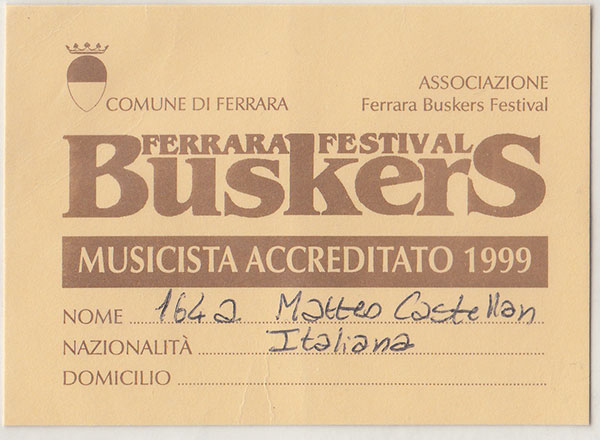 COMUNE DI FERRARA
ASSOCIAZIONE
Ferrara Buskers Festival
FERRARA FESTIVAL
BuskerS
MUSICISTA ACCREDITATO 1999
NOME 164a Matteo Castellan
NAZIONALITÀ Italiana
DOMICILIO